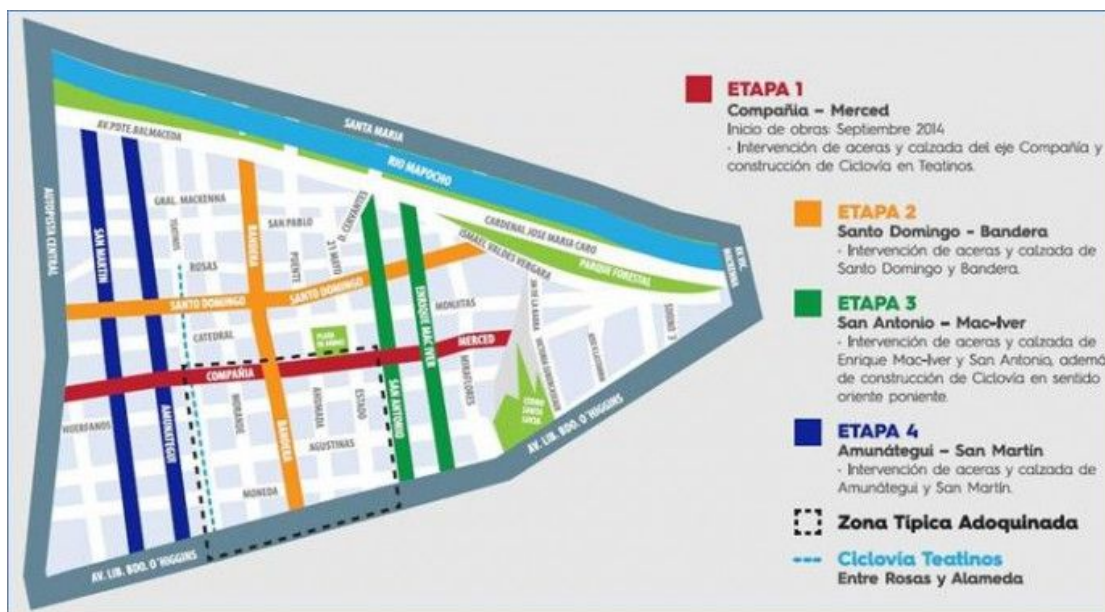 ETAPA 1
Compañia - Merced
Inicio de obras: Septiembre 2014
- Intervención de aceras y calzada del eje Compañía y
construcción de Ciclovía en Teatinos.
ETAPA 2
Santo Domingo - Bandera
- Intervención de aceras y calzada de
Santo Domingo y Bandera.
ETAPA 3
San Antonio - Mac-Iver
- Intervención de aceras y calzada de
Enrique Mac-Iver y San Antonio, ademá
de construcción de Ciclovía en sentido
oriente poniente.
ETAPA 4
Amunátegui - San Martín
- Intervención de aceras y calzada de
Amunátegui y San Martín.
Zona Típica Adoquinada
Ciclovía Teatinos
Entre Rosas y Alameda
SANTA MARIA
RIO MAPOCHO
AV.PDTE.BALMACEDA
AUTOPISTA CENTRAL
SAN MARTIN
GRAL. MACKENNA
TEATINOS
BANDERA
SAN PABLO
PUENTE
21 MAYO
D. CERVANTES
CARDENAL JOSE MARIA CARO
ISMAEL VALDES VERGARA
PARQUE FORESTAL
AV. VIC.
MACKENNA
ROSAS
SANTO DOMINGO
SANTO DOMINGO
ENRIQUE MAC IVER
MONJITAS
CATEDRAL
PLAZA
DE ARMAS
MERCED
COMPAÑIA
SAN ANTONIO
MIRAFLORES
CERRO
SANTA
LUCIA
HUERFANOS
AMUNATEGUI
MORANDE
BANDERA
AHUMADA
ESTADO
AGUSTINAS
MONEDA
AV. LIB. BDO. O'HIGGINS
AV. LIB. BDO. O'HIGGINS